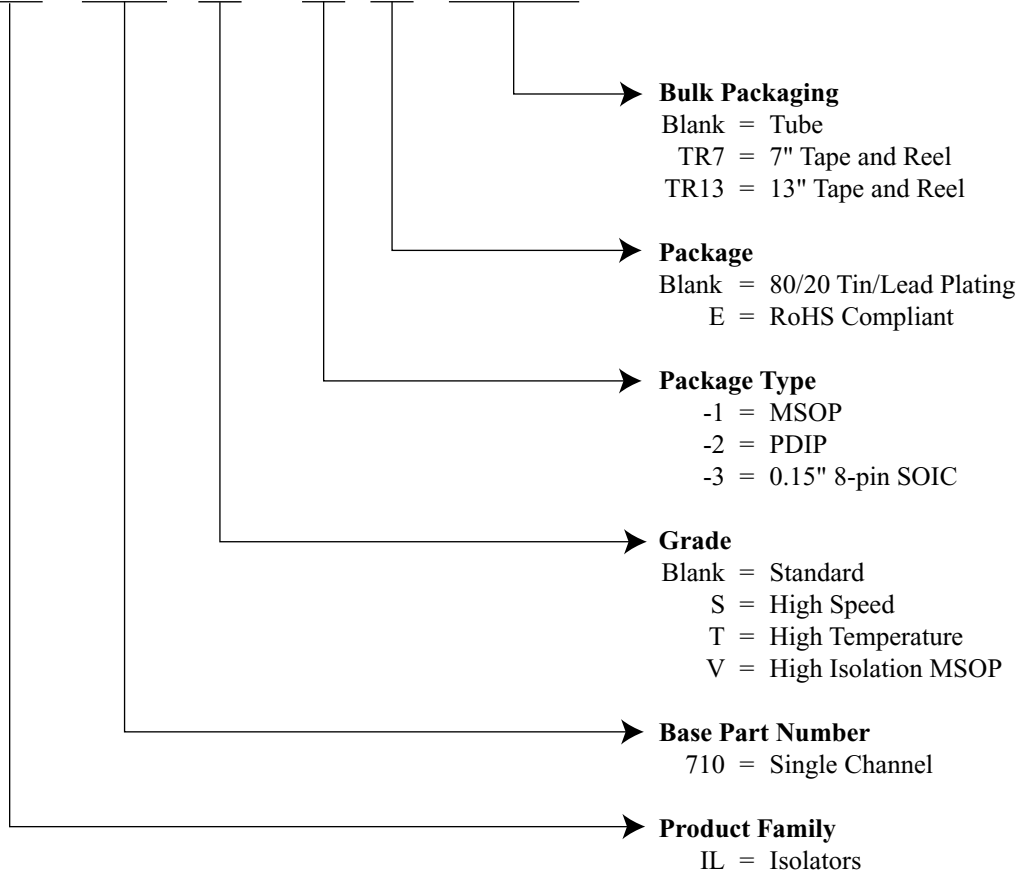 Bulk Packaging
Blank = Tube
TR7 = 7" Tape and Reel
TR13 = 13" Tape and Reel
Package
Blank = 80/20 Tin/Lead Plating
E = RoHS Compliant
Package Type
-1 = MSOP
-2 = PDIP
-3 = 0.15" 8-pin SOIC
Grade
Blank = Standard
S = High Speed
T = High Temperature
V = High Isolation MSOP
Base Part Number
710 = Single Channel
Product Family
IL = Isolators